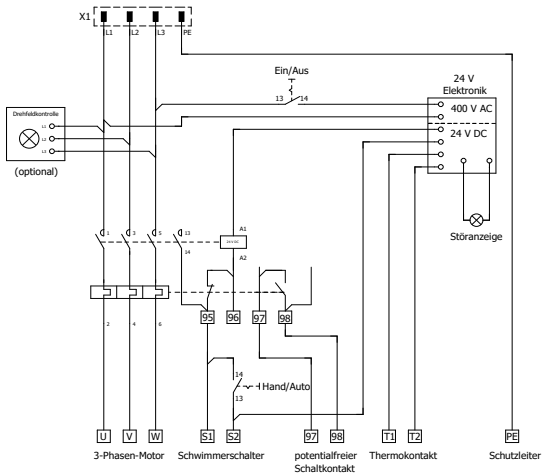 X1
L1 L2 L3 PE
Ein/Aus
13 14
24 V
Elektronik
400 V AC
24 V DC
Drehfeldkontrolle
L1
L2
L3
(optional)
Störanzeige
1 3 5 13
14
A1
24 V DC
A2
95 96 97 98
2 4 6
14
Hand/Auto
13
U V W S1 S2 97 98 T1 T2 PE
3-Phasen-Motor Schwimmerschalter potentialfreier Thermokontakt Schutzleiter
Schaltkontakt